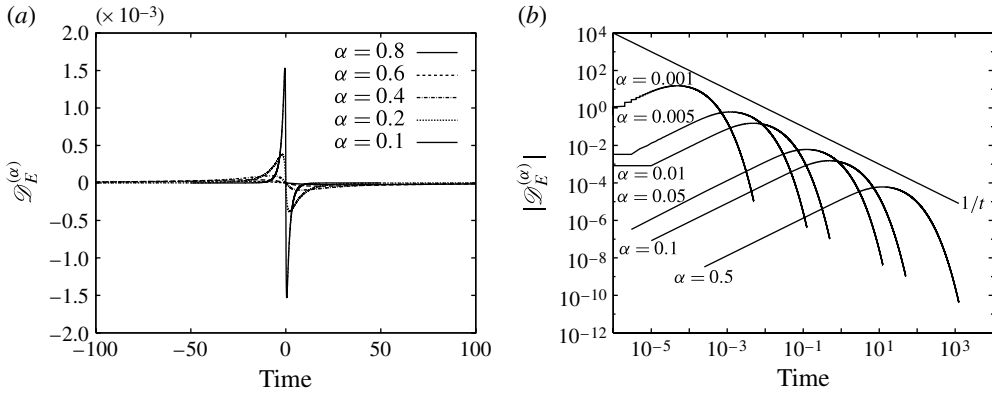 (a)
(× 10−3)
2.0
1.5
1.0
0.5
0
−0.5
−1.0
−1.5
−2.0
𝒟E(α)
α = 0.8
α = 0.6
α = 0.4
α = 0.2
α = 0.1
−100
−50
0
50
100
Time
(b)
104
102
100
10−2
10−4
10−6
10−8
10−10
10−12
|𝒟E(α)|
α = 0.001
α = 0.005
α = 0.01
α = 0.05
α = 0.1
α = 0.5
1/t
10−5
10−3
10−1
101
103
Time